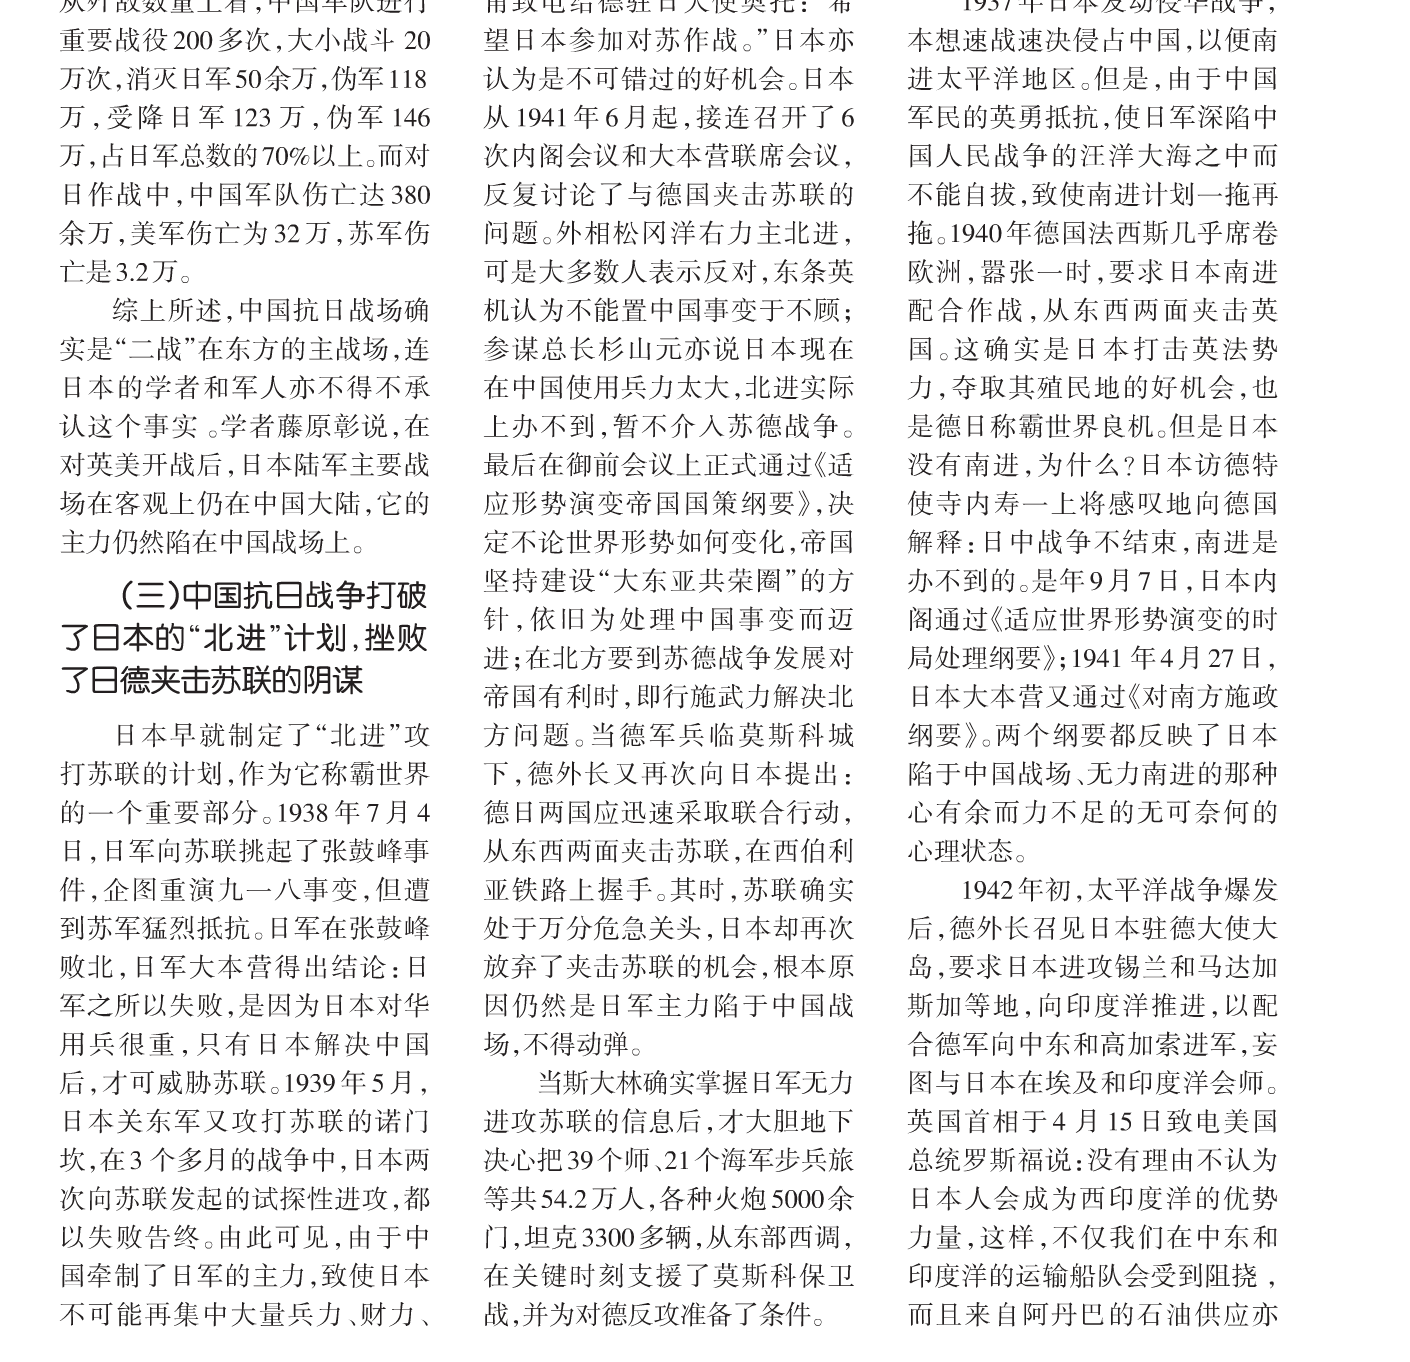 从歼敌数量上看,中国军队进行
重要战役200多次,大小战斗 20
万次,消灭日军50余万,伪军118
万,受降日军 123 万,伪军 146
万,占日军总数的70%以上。而对
日作战中,中国军队伤亡达380
余万,美军伤亡为32万,苏军伤
亡是3.2万。
综上所述,中国抗日战场确
实是“二战”在东方的主战场,连
日本的学者和军人亦不得不承
认这个事实 。学者藤原彰说,在
对英美开战后,日本陆军主要战
场在客观上仍在中国大陆,它的
主力仍然陷在中国战场上。
(三)中国抗日战争打破
了日本的“北进”计划,挫败
了日德夹击苏联的阴谋
日本早就制定了“北进”攻
打苏联的计划,作为它称霸世界
的一个重要部分。1938 年 7 月 4
日,日军向苏联挑起了张鼓峰事
件,企图重演九一八事变,但遭
到苏军猛烈抵抗。日军在张鼓峰
败北,日军大本营得出结论:日
军之所以失败,是因为日本对华
用兵很重,只有日本解决中国
后,才可威胁苏联。1939 年 5 月,
日本关东军又攻打苏联的诺门
坎,在3 个多月的战争中,日本两
次向苏联发起的试探性进攻,都
以失败告终。由此可见,由于中
国牵制了日军的主力,致使日本
不可能再集中大量兵力、财力、
甫致电给德驻日大使奥托:“希
望日本参加对苏作战。”日本亦
认为是不可错过的好机会。日本
从 1941 年 6 月起,接连召开了 6
次内阁会议和大本营联席会议,
反复讨论了与德国夹击苏联的
问题。外相松冈洋右力主北进,
可是大多数人表示反对,东条英
机认为不能置中国事变于不顾;
参谋总长杉山元亦说日本现在
在中国使用兵力太大,北进实际
上办不到,暂不介入苏德战争。
最后在御前会议上正式通过《适
应形势演变帝国国策纲要》,决
定不论世界形势如何变化,帝国
坚持建设“大东亚共荣圈”的方
针,依旧为处理中国事变而迈
进;在北方要到苏德战争发展对
帝国有利时,即行施武力解决北
方问题。当德军兵临莫斯科城
下,德外长又再次向日本提出:
德日两国应迅速采取联合行动,
从东西两面夹击苏联,在西伯利
亚铁路上握手。其时,苏联确实
处于万分危急关头,日本却再次
放弃了夹击苏联的机会,根本原
因仍然是日军主力陷于中国战
场,不得动弹。
当斯大林确实掌握日军无力
进攻苏联的信息后,才大胆地下
决心把39个师、21个海军步兵旅
等共54.2万人,各种火炮5000余
门,坦克3300多辆,从东部西调,
在关键时刻支援了莫斯科保卫
战,并为对德反攻准备了条件。
1937年日本发动侵华战争,
本想速战速决侵占中国,以便南
进太平洋地区。但是,由于中国
军民的英勇抵抗,使日军深陷中
国人民战争的汪洋大海之中而
不能自拔,致使南进计划一拖再
拖。1940年德国法西斯几乎席卷
欧洲,嚣张一时,要求日本南进
配合作战,从东西两面夹击英
国。这确实是日本打击英法势
力,夺取其殖民地的好机会,也
是德日称霸世界良机。但是日本
没有南进,为什么?日本访德特
使寺内寿一上将感叹地向德国
解释:日中战争不结束,南进是
办不到的。是年9月7日,日本内
阁通过《适应世界形势演变的时
局处理纲要》;1941 年4月27日,
日本大本营又通过《对南方施政
纲要》。两个纲要都反映了日本
陷于中国战场、无力南进的那种
心有余而力不足的无可奈何的
心理状态。
1942年初,太平洋战争爆发
后,德外长召见日本驻德大使大
岛,要求日本进攻锡兰和马达加
斯加等地,向印度洋推进,以配
合德军向中东和高加索进军,妄
图与日本在埃及和印度洋会师。
英国首相于4 月 15 日致电美国
总统罗斯福说:没有理由不认为
日本人会成为西印度洋的优势
力量,这样,不仅我们在中东和
印度洋的运输船队会受到阻挠 ,
而且来自阿丹巴的石油供应亦